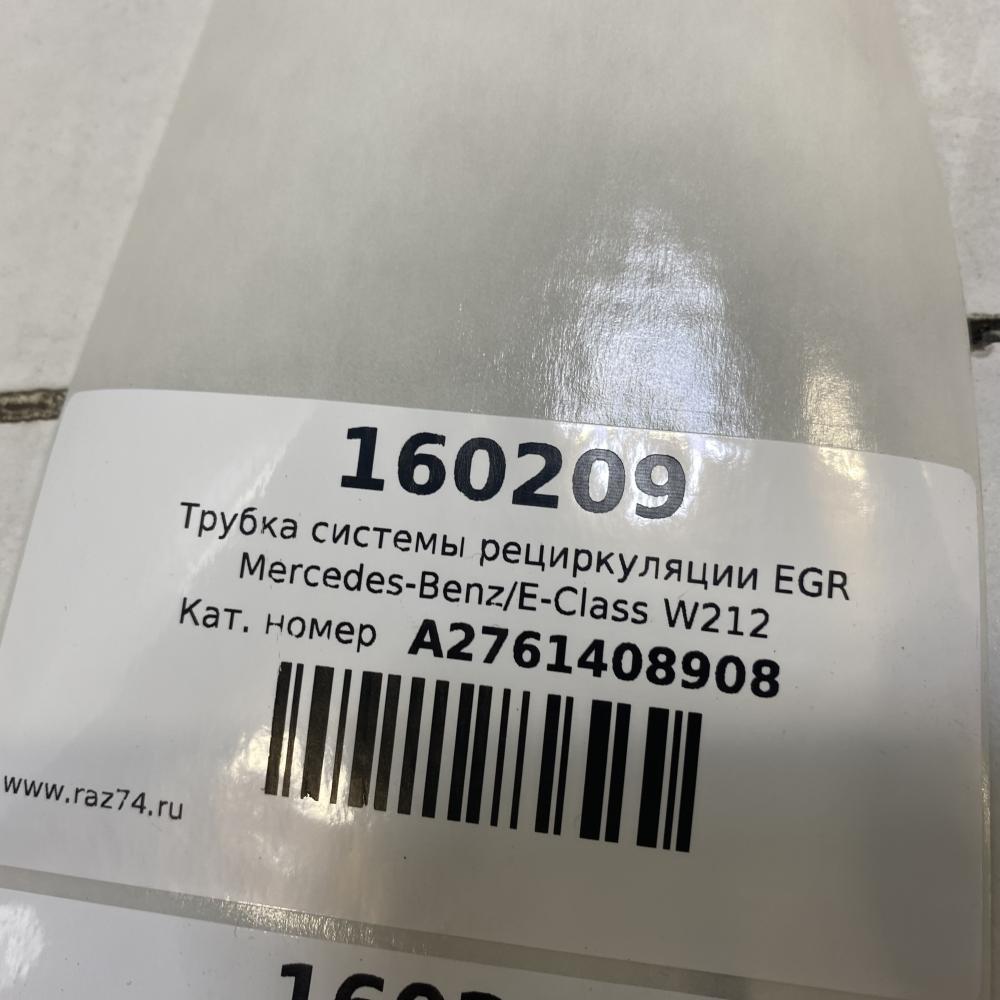 160209
Трубка системы рециркуляции EGR
Mercedes-Benz/E-Class W212
Кат. номер A2761408908
www.raz74.ru